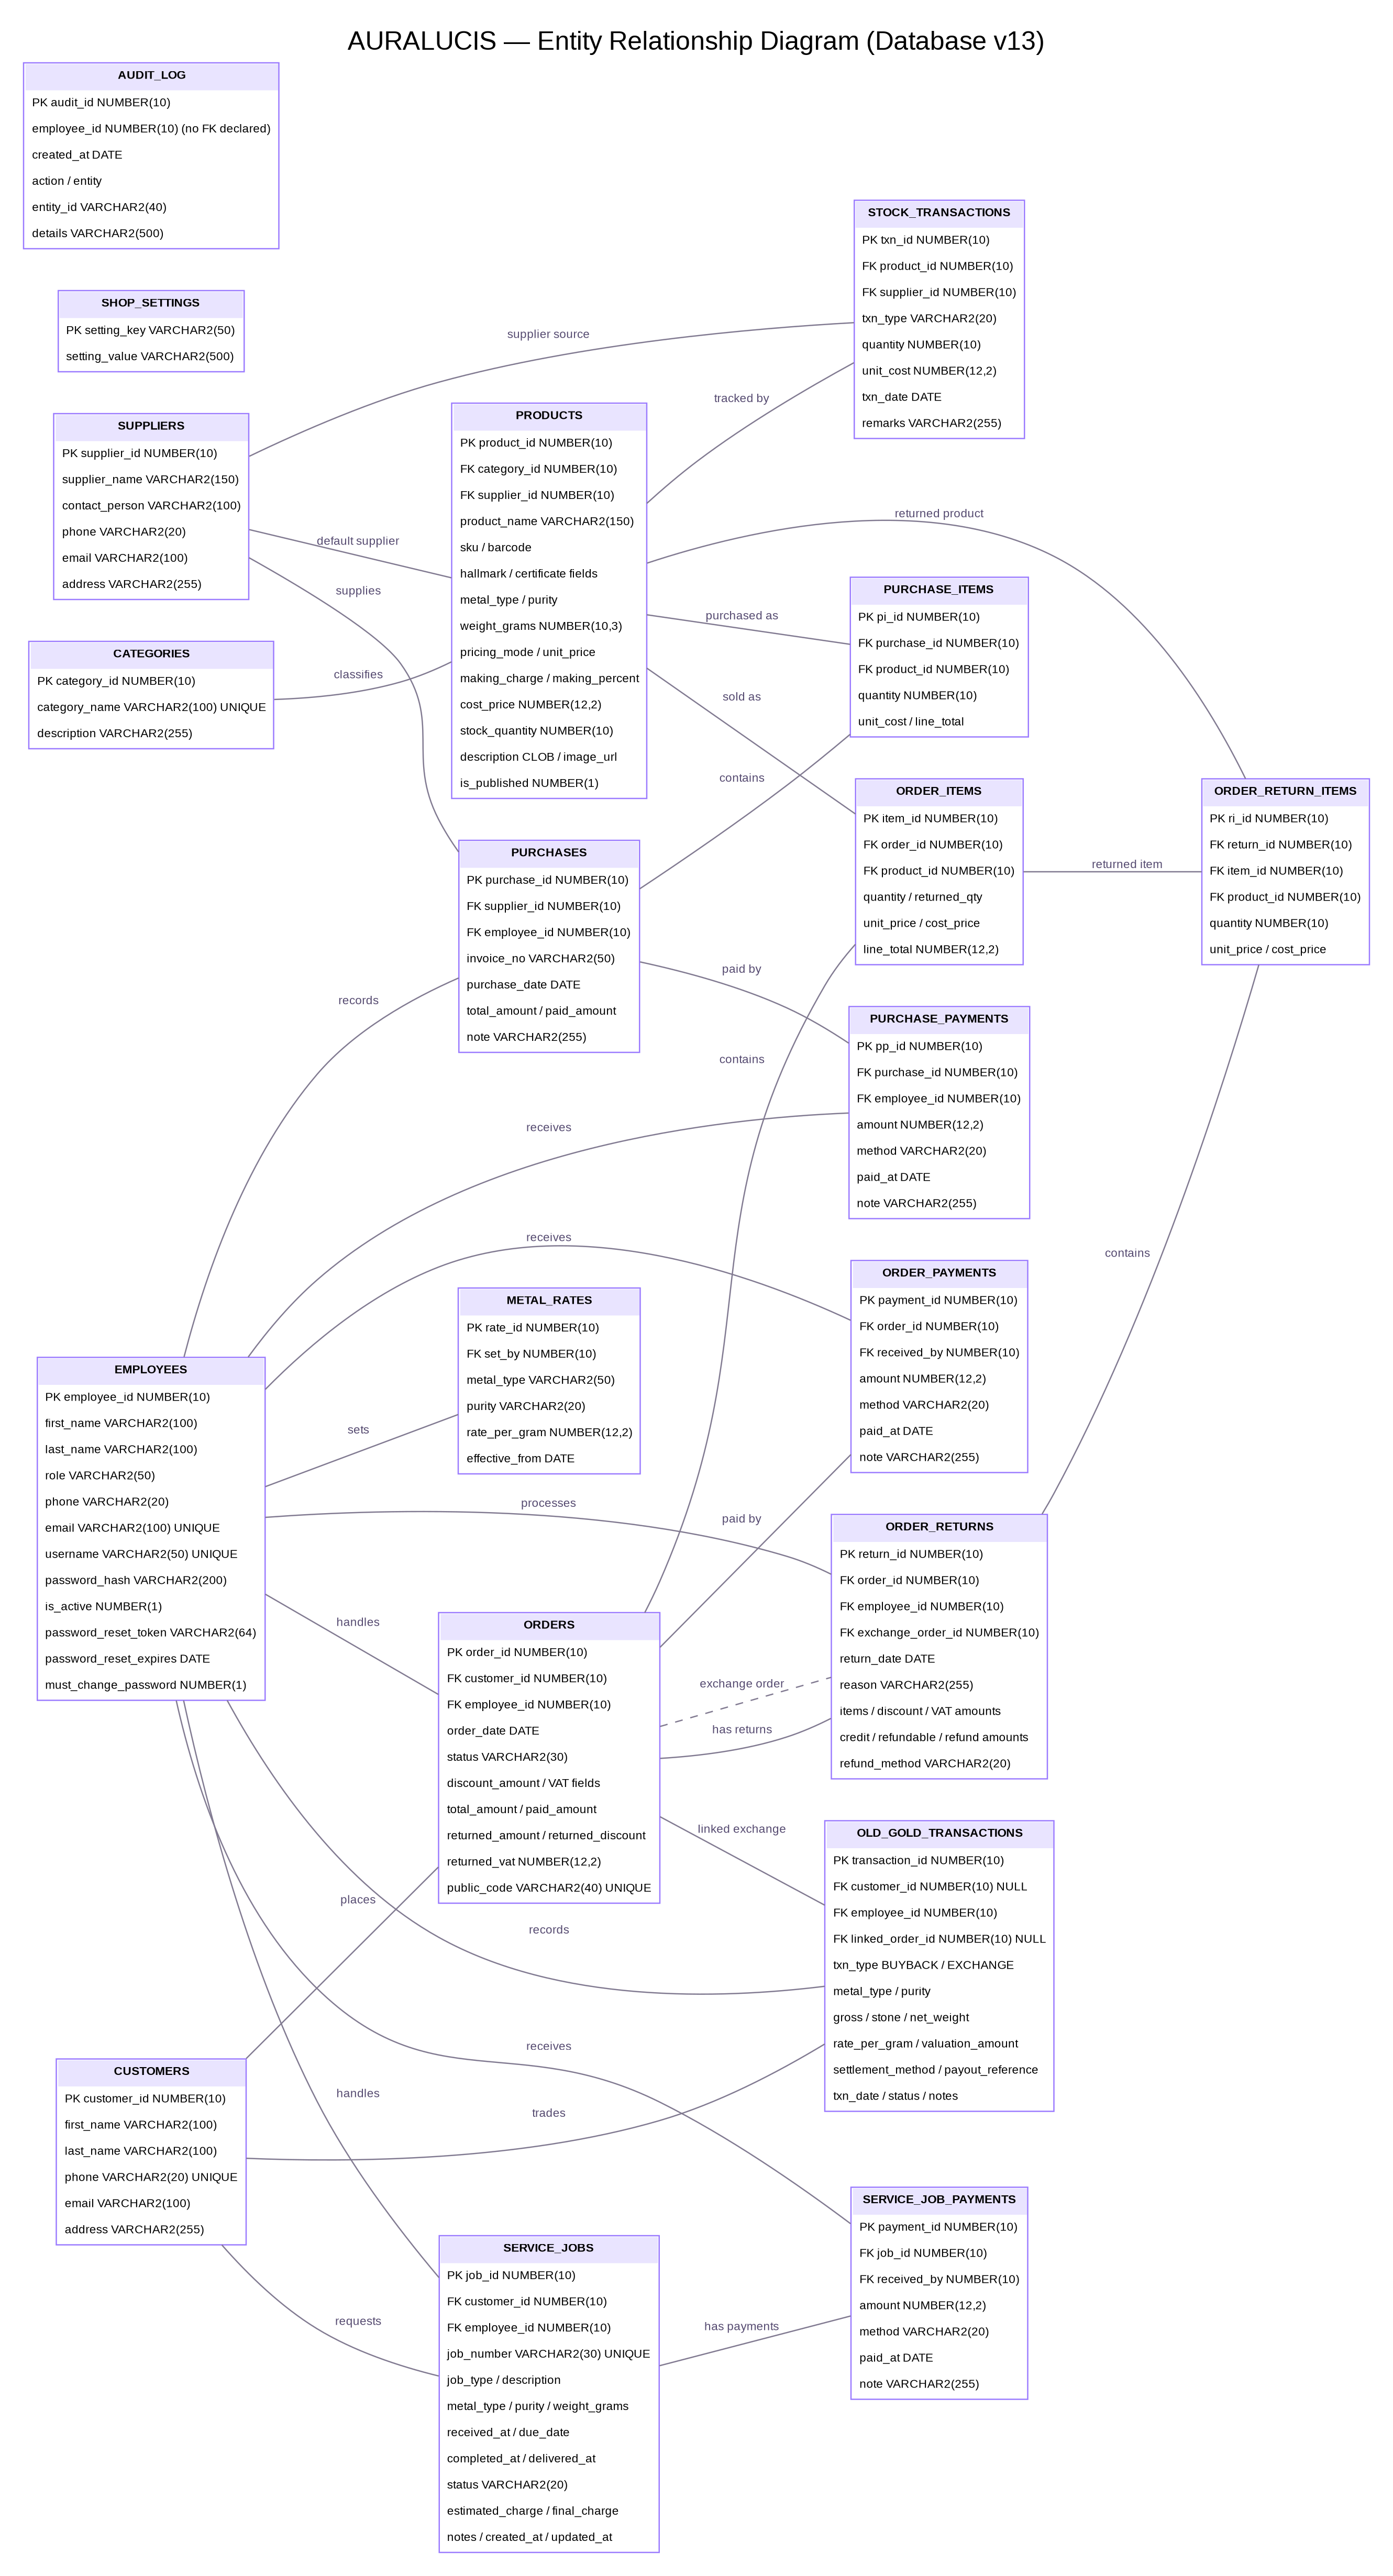 AURALUCIS — Entity Relationship Diagram (Database v13)
AUDIT_LOG
PK audit_id NUMBER(10)
employee_id NUMBER(10) (no FK declared)
created_at DATE
action / entity
entity_id VARCHAR2(40)
details VARCHAR2(500)
SHOP_SETTINGS
PK setting_key VARCHAR2(50)
setting_value VARCHAR2(500)
SUPPLIERS
PK supplier_id NUMBER(10)
supplier_name VARCHAR2(150)
contact_person VARCHAR2(100)
phone VARCHAR2(20)
email VARCHAR2(100)
address VARCHAR2(255)
CATEGORIES
PK category_id NUMBER(10)
category_name VARCHAR2(100) UNIQUE
description VARCHAR2(255)
supplier source
default supplier
supplies
classifies
PRODUCTS
PK product_id NUMBER(10)
FK category_id NUMBER(10)
FK supplier_id NUMBER(10)
product_name VARCHAR2(150)
sku / barcode
hallmark / certificate fields
metal_type / purity
weight_grams NUMBER(10,3)
pricing_mode / unit_price
making_charge / making_percent
cost_price NUMBER(12,2)
stock_quantity NUMBER(10)
description CLOB / image_url
is_published NUMBER(1)
tracked by
returned product
purchased as
sold as
contains
STOCK_TRANSACTIONS
PK txn_id NUMBER(10)
FK product_id NUMBER(10)
FK supplier_id NUMBER(10)
txn_type VARCHAR2(20)
quantity NUMBER(10)
unit_cost NUMBER(12,2)
txn_date DATE
remarks VARCHAR2(255)
PURCHASE_ITEMS
PK pi_id NUMBER(10)
FK purchase_id NUMBER(10)
FK product_id NUMBER(10)
quantity NUMBER(10)
unit_cost / line_total
ORDER_ITEMS
PK item_id NUMBER(10)
FK order_id NUMBER(10)
FK product_id NUMBER(10)
quantity / returned_qty
unit_price / cost_price
line_total NUMBER(12,2)
returned item
ORDER_RETURN_ITEMS
PK ri_id NUMBER(10)
FK return_id NUMBER(10)
FK item_id NUMBER(10)
FK product_id NUMBER(10)
quantity NUMBER(10)
unit_price / cost_price
PURCHASES
PK purchase_id NUMBER(10)
FK supplier_id NUMBER(10)
FK employee_id NUMBER(10)
invoice_no VARCHAR2(50)
purchase_date DATE
total_amount / paid_amount
note VARCHAR2(255)
records
paid by
contains
receives
PURCHASE_PAYMENTS
PK pp_id NUMBER(10)
FK purchase_id NUMBER(10)
FK employee_id NUMBER(10)
amount NUMBER(12,2)
method VARCHAR2(20)
paid_at DATE
note VARCHAR2(255)
receives
contains
EMPLOYEES
PK employee_id NUMBER(10)
first_name VARCHAR2(100)
last_name VARCHAR2(100)
role VARCHAR2(50)
phone VARCHAR2(20)
email VARCHAR2(100) UNIQUE
username VARCHAR2(50) UNIQUE
password_hash VARCHAR2(200)
is_active NUMBER(1)
password_reset_token VARCHAR2(64)
password_reset_expires DATE
must_change_password NUMBER(1)
METAL_RATES
PK rate_id NUMBER(10)
FK set_by NUMBER(10)
metal_type VARCHAR2(50)
purity VARCHAR2(20)
rate_per_gram NUMBER(12,2)
effective_from DATE
sets
processes
handles
paid by
ORDER_PAYMENTS
PK payment_id NUMBER(10)
FK order_id NUMBER(10)
FK received_by NUMBER(10)
amount NUMBER(12,2)
method VARCHAR2(20)
paid_at DATE
note VARCHAR2(255)
ORDERS
PK order_id NUMBER(10)
FK customer_id NUMBER(10)
FK employee_id NUMBER(10)
order_date DATE
status VARCHAR2(30)
discount_amount / VAT fields
total_amount / paid_amount
returned_amount / returned_discount
returned_vat NUMBER(12,2)
public_code VARCHAR2(40) UNIQUE
exchange order
has returns
linked exchange
ORDER_RETURNS
PK return_id NUMBER(10)
FK order_id NUMBER(10)
FK employee_id NUMBER(10)
FK exchange_order_id NUMBER(10)
return_date DATE
reason VARCHAR2(255)
items / discount / VAT amounts
credit / refundable / refund amounts
refund_method VARCHAR2(20)
OLD_GOLD_TRANSACTIONS
PK transaction_id NUMBER(10)
FK customer_id NUMBER(10) NULL
FK employee_id NUMBER(10)
FK linked_order_id NUMBER(10) NULL
txn_type BUYBACK / EXCHANGE
metal_type / purity
gross / stone / net_weight
rate_per_gram / valuation_amount
settlement_method / payout_reference
txn_date / status / notes
places
records
receives
handles
trades
CUSTOMERS
PK customer_id NUMBER(10)
first_name VARCHAR2(100)
last_name VARCHAR2(100)
phone VARCHAR2(20) UNIQUE
email VARCHAR2(100)
address VARCHAR2(255)
requests
SERVICE_JOBS
PK job_id NUMBER(10)
FK customer_id NUMBER(10)
FK employee_id NUMBER(10)
job_number VARCHAR2(30) UNIQUE
job_type / description
metal_type / purity / weight_grams
received_at / due_date
completed_at / delivered_at
status VARCHAR2(20)
estimated_charge / final_charge
notes / created_at / updated_at
has payments
SERVICE_JOB_PAYMENTS
PK payment_id NUMBER(10)
FK job_id NUMBER(10)
FK received_by NUMBER(10)
amount NUMBER(12,2)
method VARCHAR2(20)
paid_at DATE
note VARCHAR2(255)